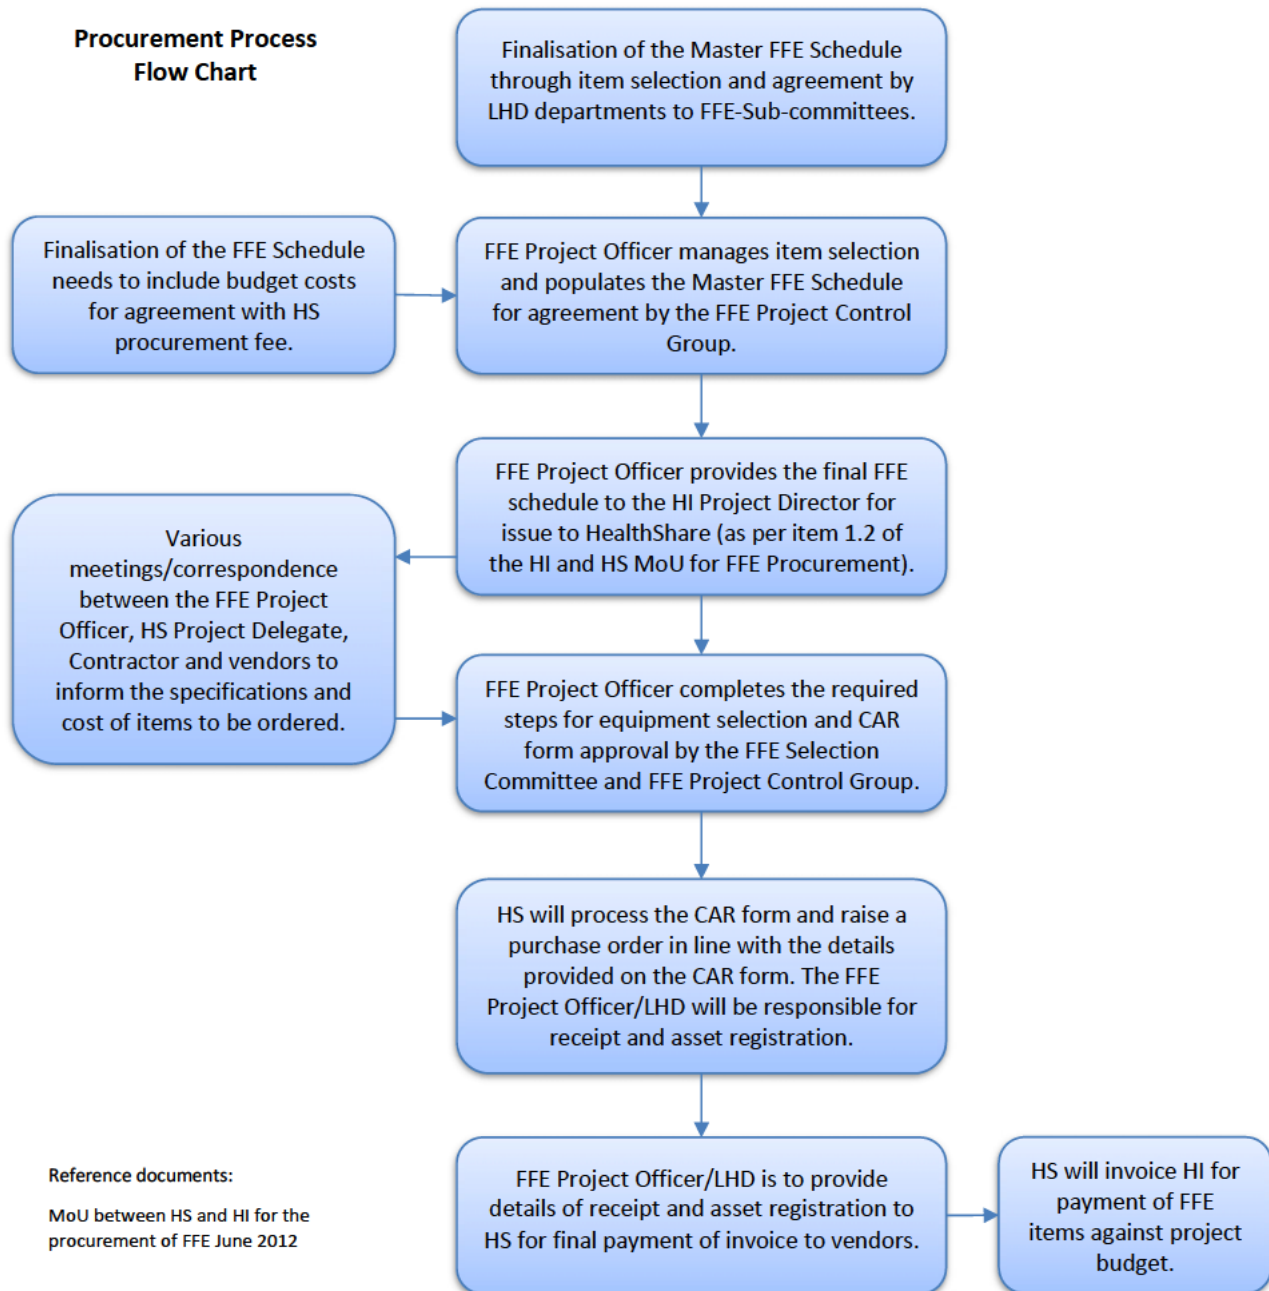 Procurement Process
Flow Chart
Finalisation of the Master FFE Schedule
through item selection and agreement by
LHD departments to FFE-Sub-committees.
Finalisation of the FFE Schedule
needs to include budget costs
for agreement with HS
procurement fee.
FFE Project Officer manages item selection
and populates the Master FFE Schedule
for agreement by the FFE Project Control
Group.
FFE Project Officer provides the final FFE
schedule to the HI Project Director for
issue to HealthShare (as per item 1.2 of
the HI and HS MoU for FFE Procurement).
Various
meetings/correspondence
between the FFE Project
Officer, HS Project Delegate,
Contractor and vendors to
inform the specifications and
cost of items to be ordered.
FFE Project Officer completes the required
steps for equipment selection and CAR
form approval by the FFE Selection
Committee and FFE Project Control Group.
HS will process the CAR form and raise a
purchase order in line with the details
provided on the CAR form. The FFE
Project Officer/LHD will be responsible for
receipt and asset registration.
FFE Project Officer/LHD is to provide
details of receipt and asset registration to
HS for final payment of invoice to vendors.
HS will invoice HI for
payment of FFE
items against project
budget.
Reference documents:
MoU between HS and HI for the
procurement of FFE June 2012